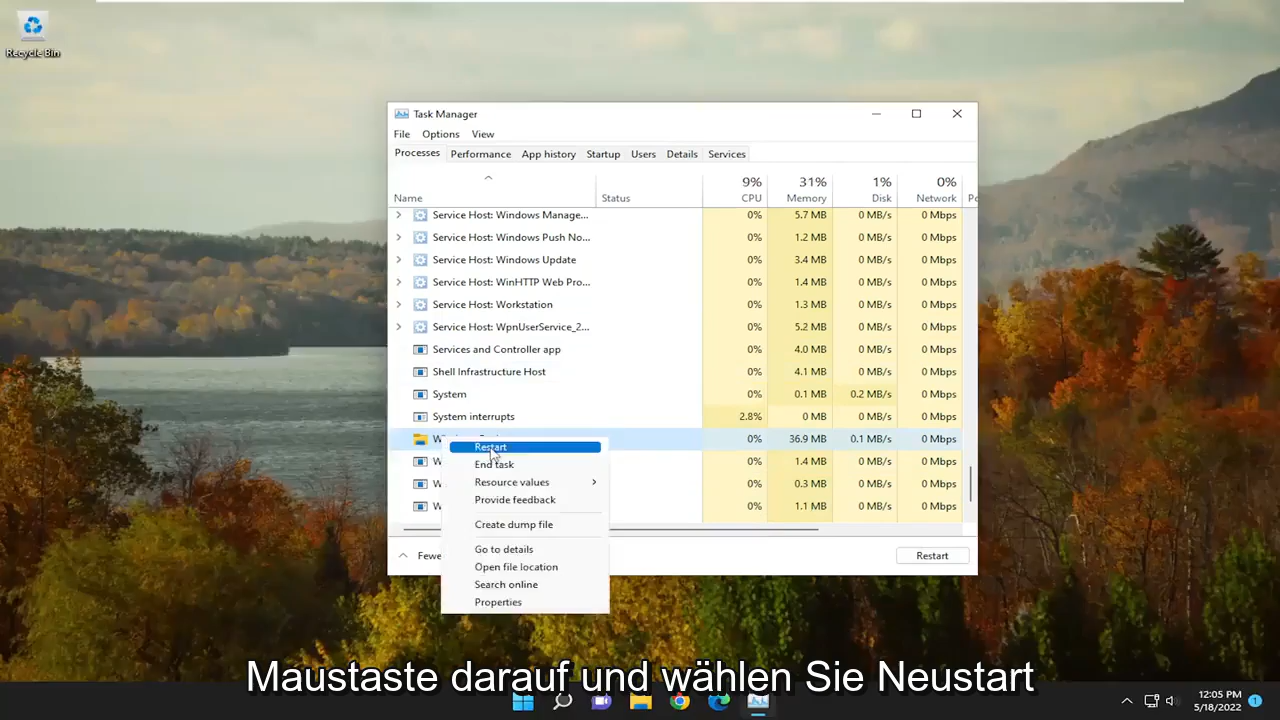 Recycle Bin
Task Manager
File Options View
Processes Performance App history Startup Users Details Services
9% 31% 1% 0%
Name Status CPU Memory Disk Network
Service Host: Windows Manage... 0% 5.7 MB 0 MB/s 0 Mbps
Service Host: Windows Push No... 0% 1.2 MB 0 MB/s 0 Mbps
Service Host: Windows Update 0% 3.4 MB 0 MB/s 0 Mbps
Service Host: WinHTTP Web Pro... 0% 1.4 MB 0 MB/s 0 Mbps
Service Host: Workstation 0% 1.3 MB 0 MB/s 0 Mbps
Service Host: WpnUserService_2... 0% 5.2 MB 0 MB/s 0 Mbps
Services and Controller app 0% 4.0 MB 0 MB/s 0 Mbps
Shell Infrastructure Host 0% 4.1 MB 0 MB/s 0 Mbps
System 0% 0.1 MB 0.2 MB/s 0 Mbps
System interrupts 2.8% 0 MB 0 MB/s 0 Mbps
0% 36.9 MB 0.1 MB/s 0 Mbps
0% 1.4 MB 0 MB/s 0 Mbps
0% 0.3 MB 0 MB/s 0 Mbps
0% 1.1 MB 0 MB/s 0 Mbps
Restart
End task
Resource values
Provide feedback
Create dump file
Go to details
Open file location
Search online
Properties
Restart
Maustaste darauf und wählen Sie Neustart
12:05 PM
5/18/2022
1